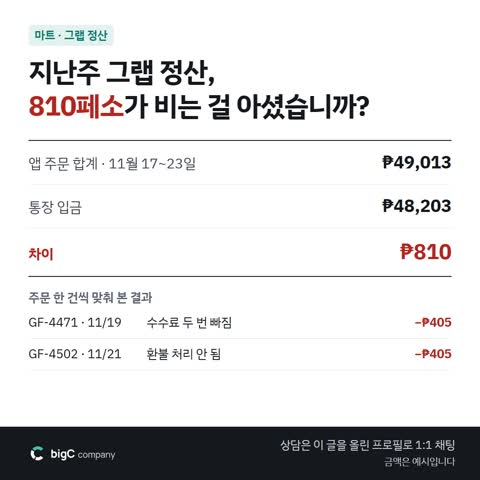 마트 · 그랩 정산
지난주 그랩 정산,
810페소가 비는 걸 아셨습니까?
앱 주문 합계 · 11월 17~23일 ₱49,013
통장 입금 ₱48,203
차이 ₱810
주문 한 건씩 맞춰 본 결과
GF-4471 · 11/19 수수료 두 번 빠짐 −₱405
GF-4502 · 11/21 환불 처리 안 됨 −₱405
상담은 이 글을 올린 프로필로 1:1 채팅
bigC company
금액은 예시입니다